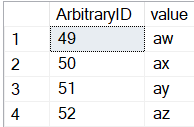 ArbitraryID value
1 49 aw
2 50 ax
3 51 ay
4 52 az